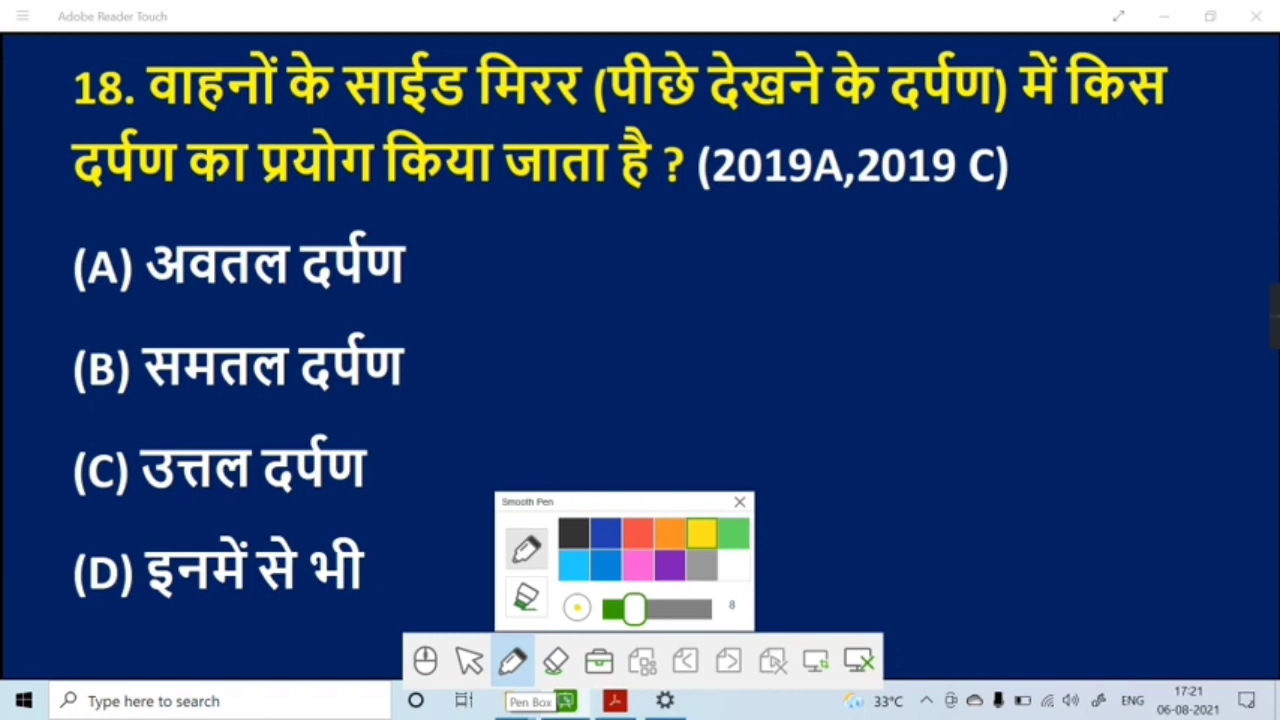 Adobe Reader Touch
18. वाहनों के साईड मिरर (पीछे देखने के दर्पण) में किस
दर्पण का प्रयोग किया जाता है ? (2019A,2019 C)
(A) अवतल दर्पण
(B) समतल दर्पण
(C) उत्तल दर्पण
(D) इनमें से भी
Smooth Pen
8
Type here to search
Pen Box
33°C
ENG
17:21
06-08-2021